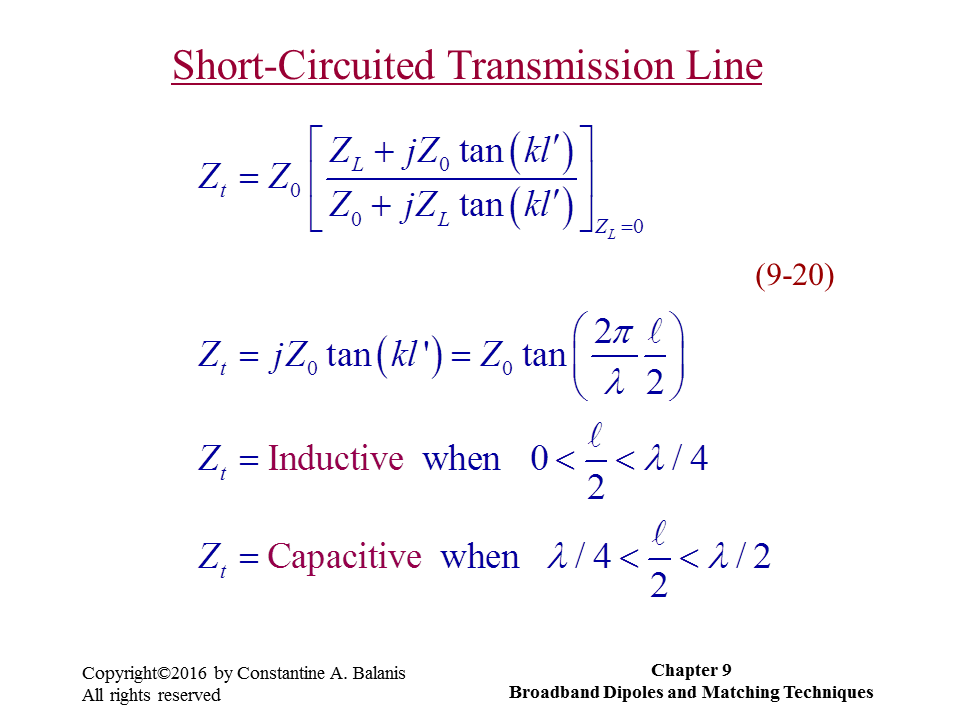 Short-Circuited Transmission Line
Z_t = Z_0 [ (Z_L + jZ_0 tan(kl′)) / (Z_0 + jZ_L tan(kl′)) ]_{Z_L =0}
(9-20)
Z_t = jZ_0 tan(kl') = Z_0 tan( (2π/λ) (ℓ/2) )
Z_t = Inductive when 0 < ℓ/2 < λ / 4
Z_t = Capacitive when λ / 4 < ℓ/2 < λ / 2
Copyright©2016 by Constantine A. Balanis
All rights reserved
Chapter 9
Broadband Dipoles and Matching Techniques